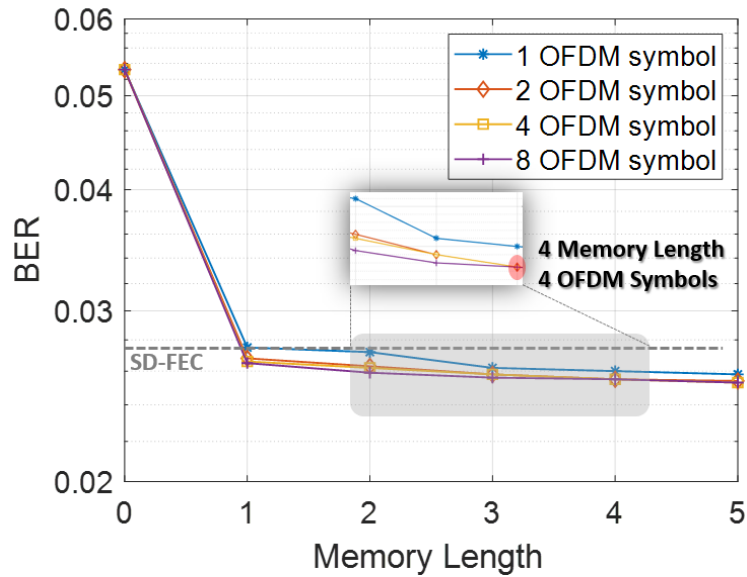 0.06
0.05
0.04
0.03
0.02
BER
1 OFDM symbol
2 OFDM symbol
4 OFDM symbol
8 OFDM symbol
4 Memory Length
4 OFDM Symbols
SD-FEC
0 1 2 3 4 5
Memory Length